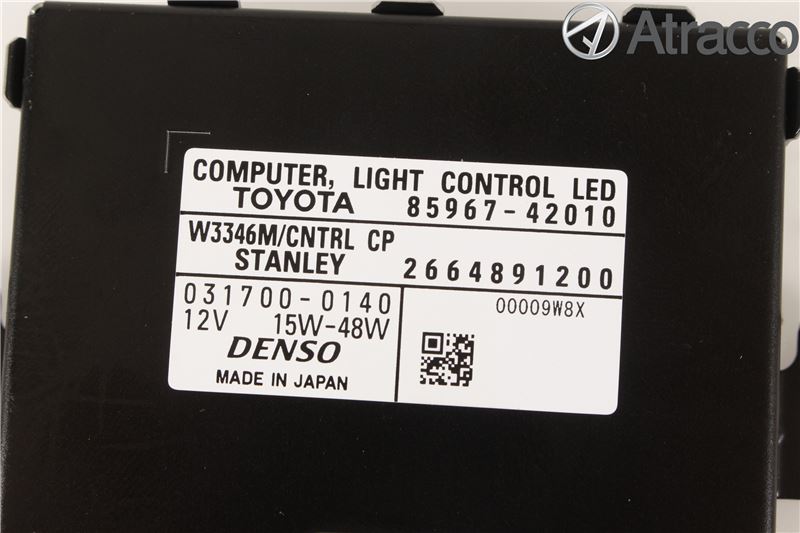 Atracco
COMPUTER, LIGHT CONTROL LED
TOYOTA 85967-42010
W3346M/CNTRL CP
STANLEY 2664891200
031700-0140
12V 15W-48W
DENSO
MADE IN JAPAN
00009W8X